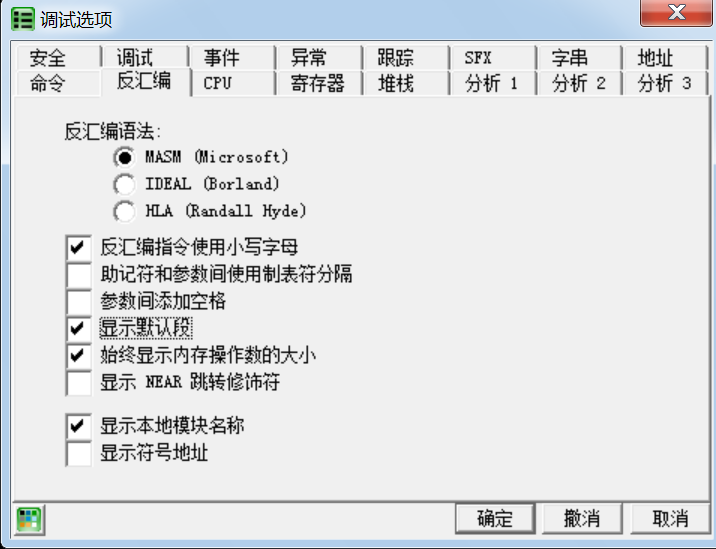 调试选项
安全 调试 事件 异常 跟踪 SFX 字串 地址
命令 反汇编 CPU 寄存器 堆栈 分析 1 分析 2 分析 3
反汇编语法:
MASM (Microsoft)
IDEAL (Borland)
HLA (Randall Hyde)
反汇编指令使用小写字母
助记符和参数间使用制表符分隔
参数间添加空格
显示默认段
始终显示内存操作数的大小
显示 NEAR 跳转修饰符
显示本地模块名称
显示符号地址
确定 撤消 取消